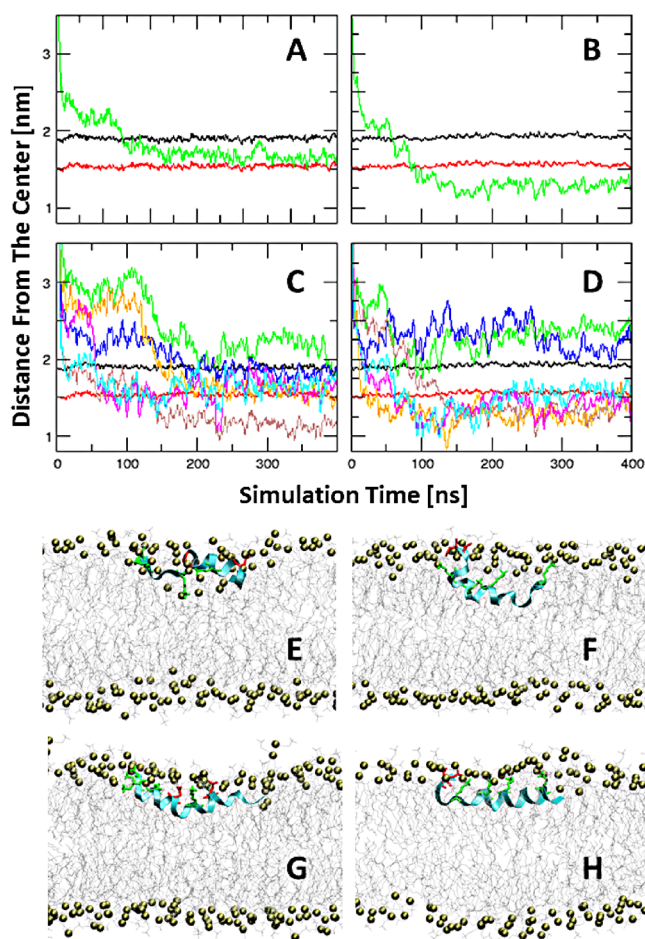 A B
3 2 1
Distance From The Center [nm]
C D
3 2 1
0 100 200 300 0 100 200 300 400
Simulation Time [ns]
E F
G H